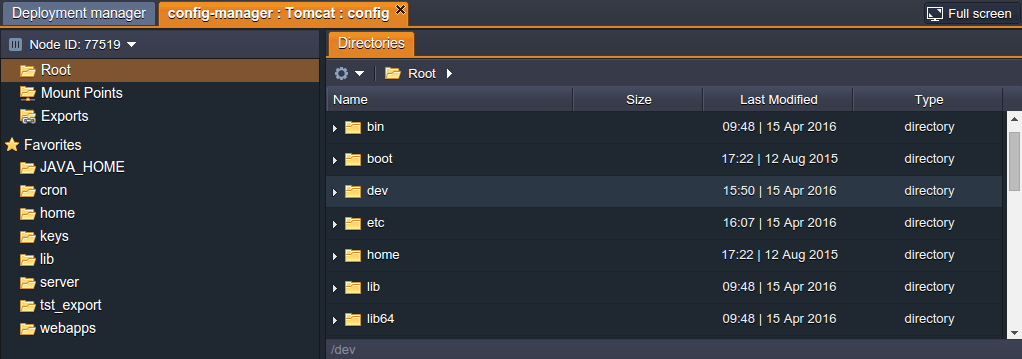 Deployment manager
config-manager : Tomcat : config
Full screen
Node ID: 77519
Root
Mount Points
Exports
Favorites
JAVA_HOME
cron
home
keys
lib
server
tst_export
webapps
Directories
Root
Name Size Last Modified Type
bin 09:48 | 15 Apr 2016 directory
boot 17:22 | 12 Aug 2015 directory
dev 15:50 | 15 Apr 2016 directory
etc 16:07 | 15 Apr 2016 directory
home 17:22 | 12 Aug 2015 directory
lib 09:48 | 15 Apr 2016 directory
lib64 09:48 | 15 Apr 2016 directory
/dev